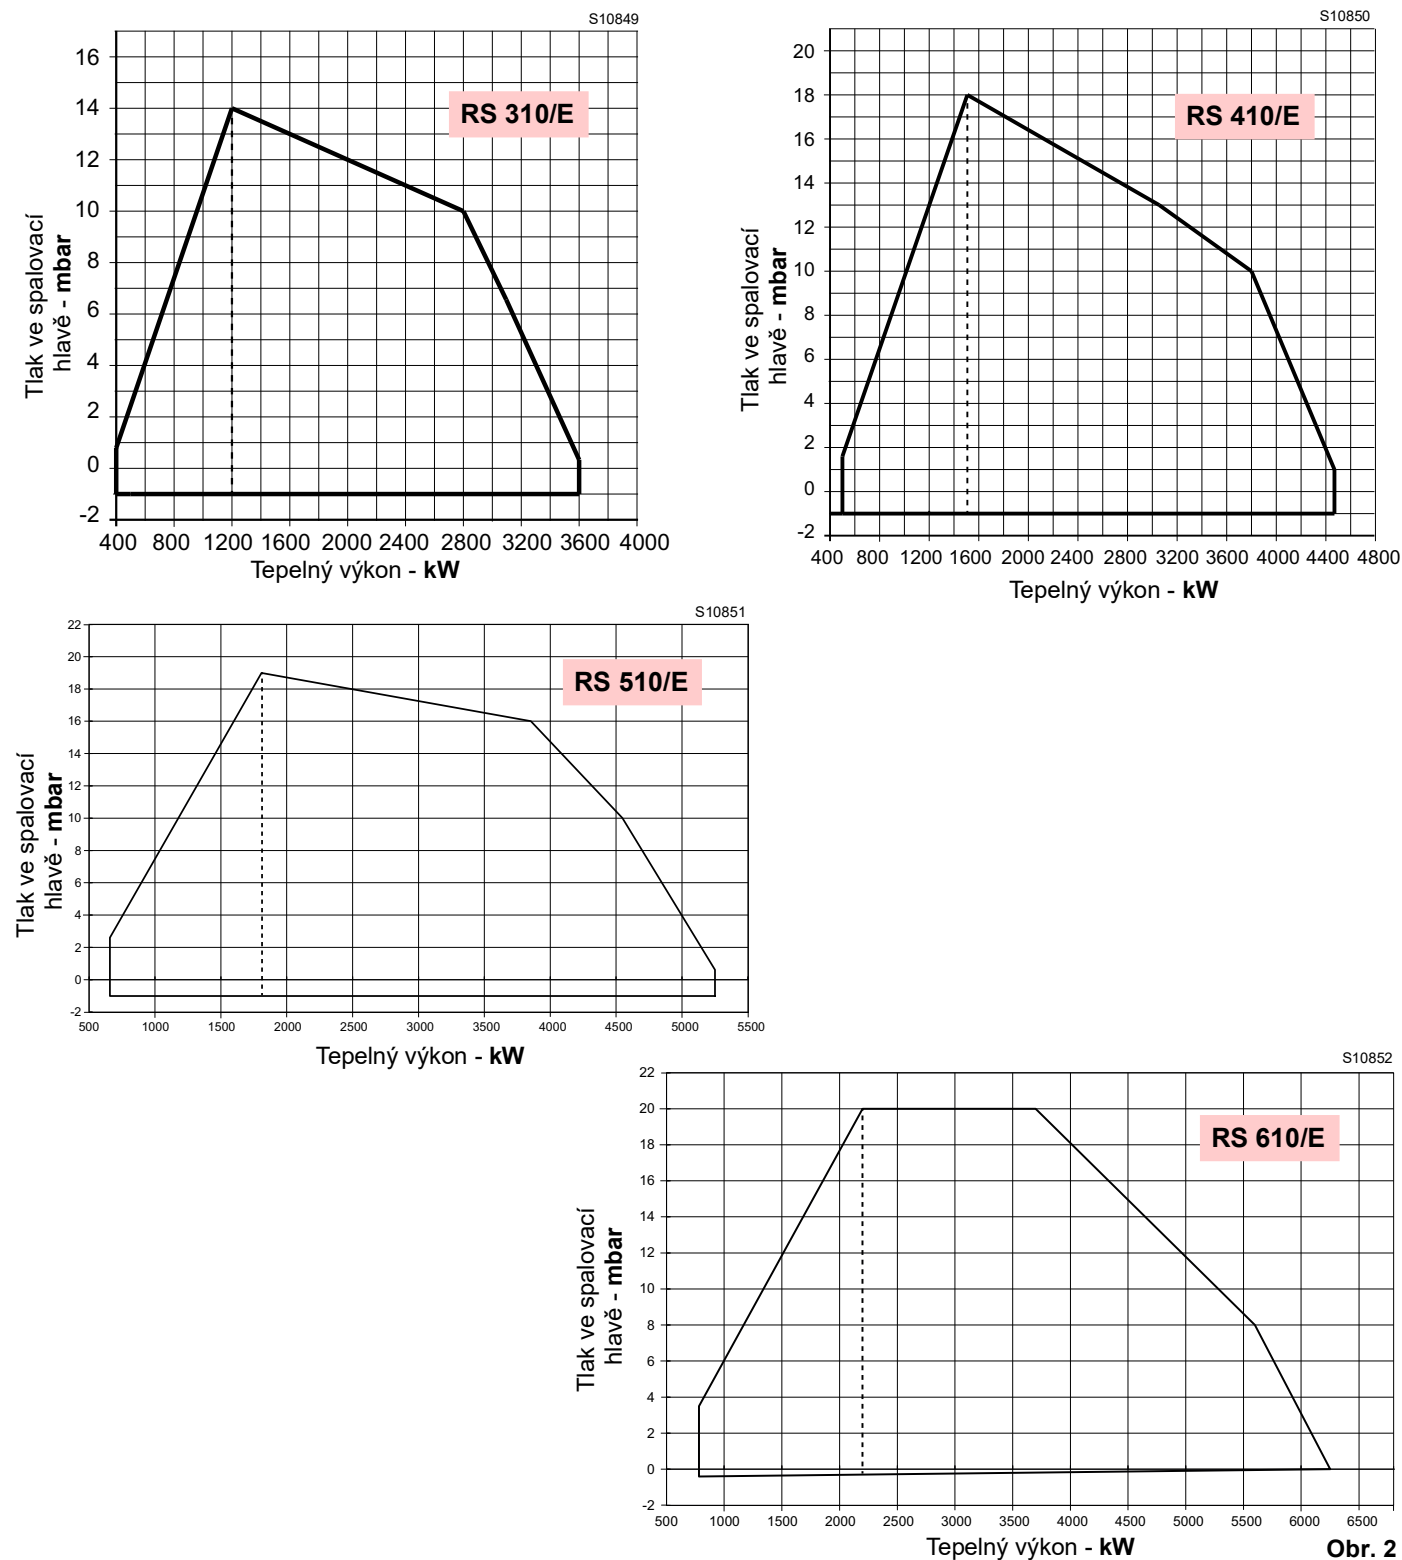 S10849
16
14
12
10
8
6
4
2
0
-2
RS 310/E
Tlak ve spalovací
hlavě - mbar
400 800 1200 1600 2000 2400 2800 3200 3600 4000
Tepelný výkon - kW
S10850
20
18
16
14
12
10
8
6
4
2
0
-2
RS 410/E
Tlak ve spalovací
hlavě - mbar
400 800 1200 1600 2000 2400 2800 3200 3600 4000 4400 4800
Tepelný výkon - kW
S10851
22
20
18
16
14
12
10
8
6
4
2
0
-2
RS 510/E
Tlak ve spalovací
hlavě - mbar
500 1000 1500 2000 2500 3000 3500 4000 4500 5000 5500
Tepelný výkon - kW
S10852
22
20
18
16
14
12
10
8
6
4
2
0
-2
RS 610/E
Tlak ve spalovací
hlavě - mbar
500 1000 1500 2000 2500 3000 3500 4000 4500 5000 5500 6000 6500
Tepelný výkon - kW
Obr. 2